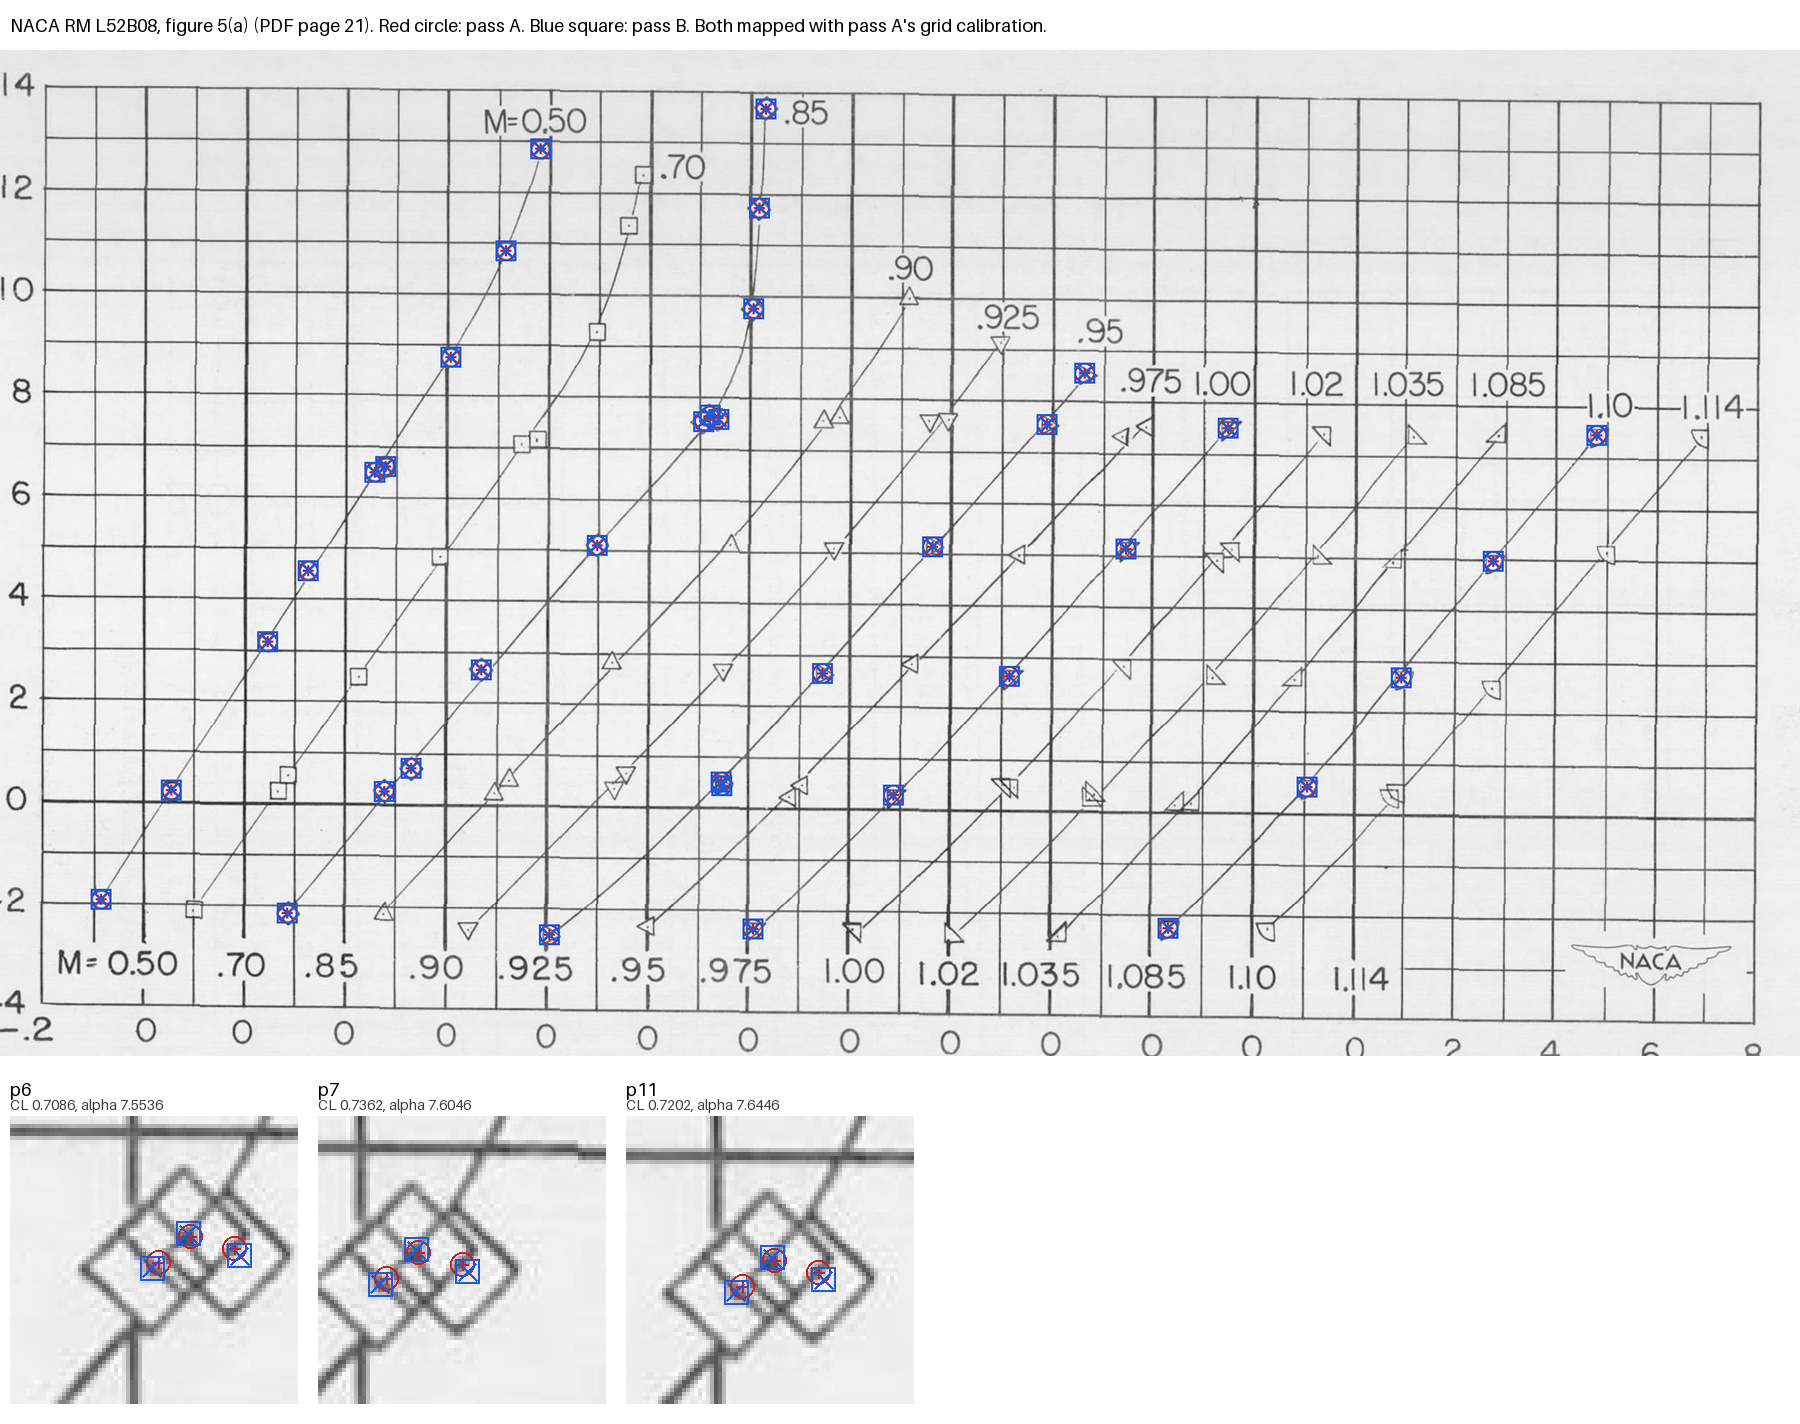 NACA RM L52B08, figure 5(a) (PDF page 21). Red circle: pass A. Blue square: pass B. Both mapped with pass A's grid calibration.
14
M=0.50
.85
.70
12
.90
10
.925
.95
.975 1.00 1.02 1.035 1.085
8
1.10 1.114
6
4
2
0
2
M= 0.50 .70 .85 .90 .925 .95 .975 1.00 1.02 1.035 1.085 1.10 1.114
NACA
4
-.2 0 0 0 0 0 0 0 0 0 0 0 0 0 2 4 6 8
p6 p7 p11
CL 0.7086, alpha 7.5536 CL 0.7362, alpha 7.6046 CL 0.7202, alpha 7.6446